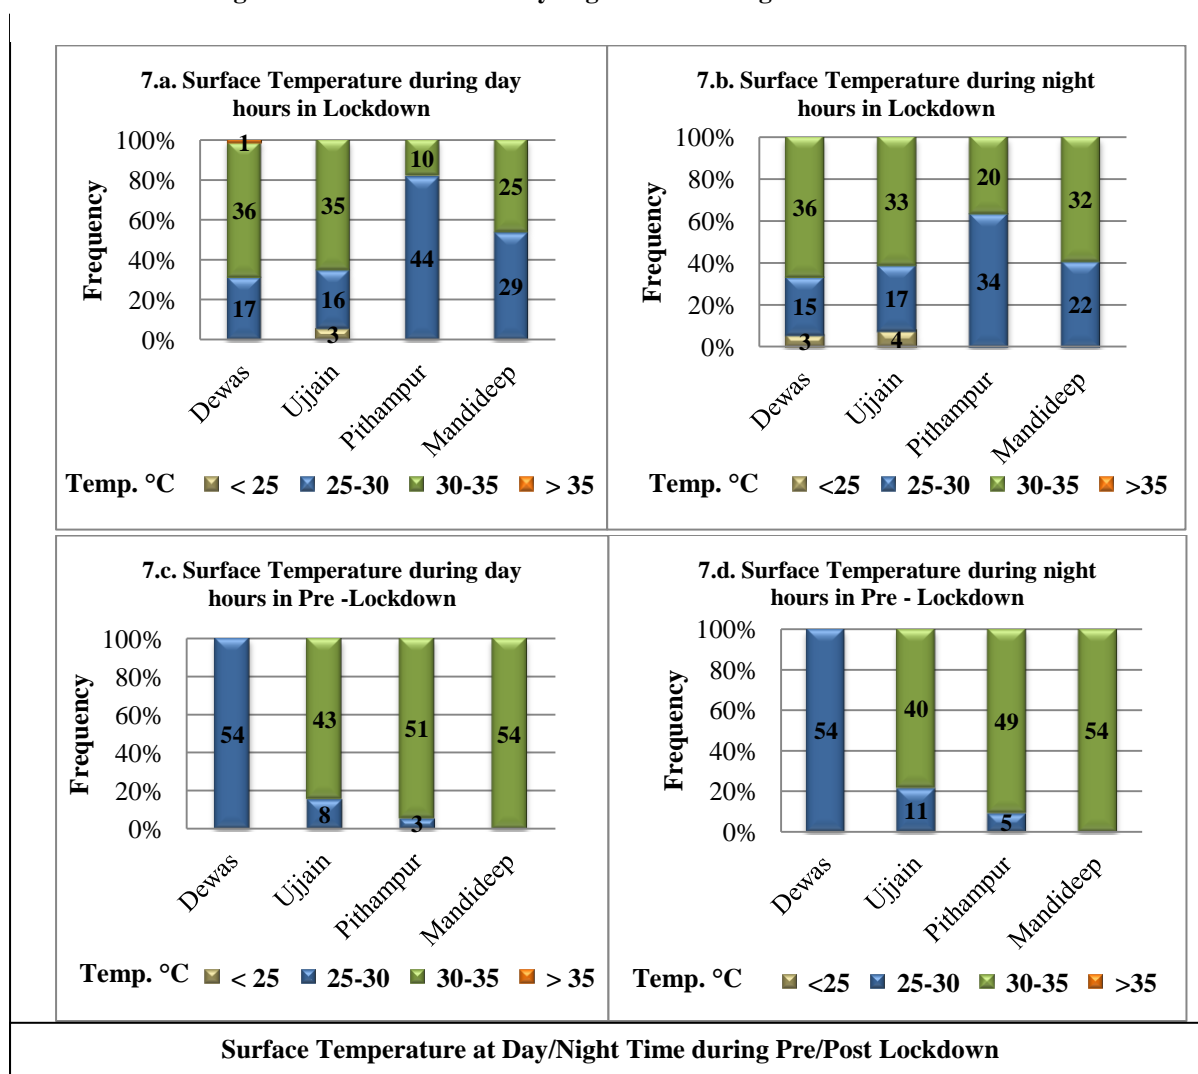 7.a. Surface Temperature during day
hours in Lockdown
100%
80%
60%
40%
20%
0%
Frequency
1
36
17
35
16
3
10
44
25
29
Dewas
Ujjain
Pithampur
Mandideep
Temp. °C < 25 25-30 30-35 > 35
7.b. Surface Temperature during night
hours in Lockdown
100%
80%
60%
40%
20%
0%
Frequency
36
15
3
33
17
4
20
34
32
22
Dewas
Ujjain
Pithampur
Mandideep
Temp. °C <25 25-30 30-35 >35
7.c. Surface Temperature during day
hours in Pre -Lockdown
100%
80%
60%
40%
20%
0%
Frequency
54
43
8
51
3
54
Dewas
Ujjain
Pithampur
Mandideep
Temp. °C < 25 25-30 30-35 > 35
7.d. Surface Temperature during night
hours in Pre - Lockdown
100%
80%
60%
40%
20%
0%
Frequency
54
40
11
49
5
54
Dewas
Ujjain
Pithampur
Mandideep
Temp. °C <25 25-30 30-35 >35
Surface Temperature at Day/Night Time during Pre/Post Lockdown